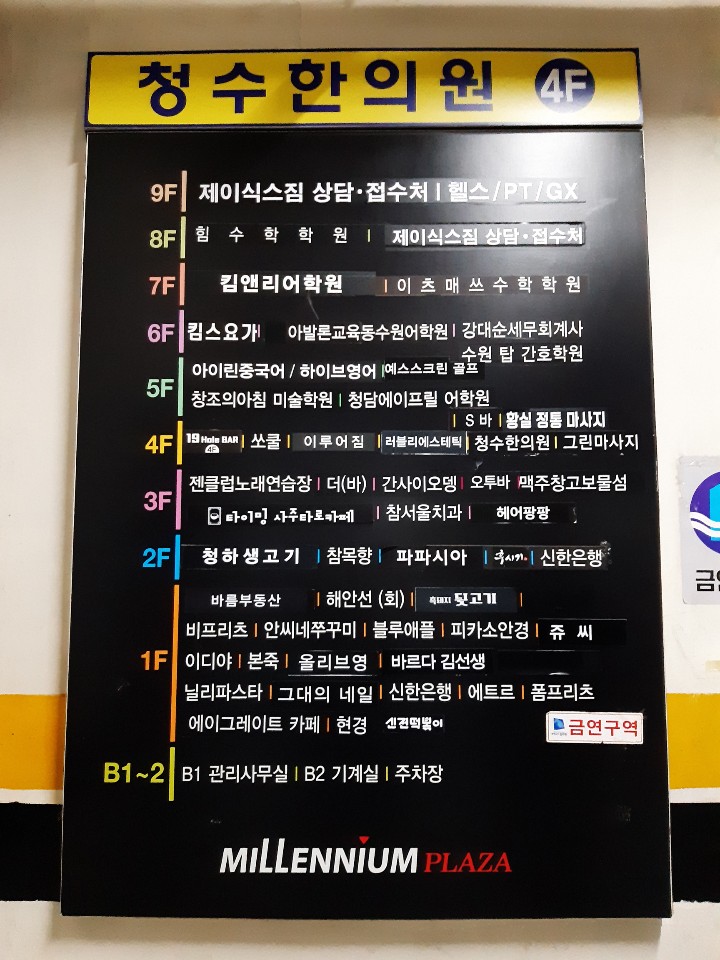 청수한의원 4F
9F 제이식스짐 상담·접수처 | 헬스/PT/GX
8F 힘수학학원 | 제이식스짐 상담·접수처
7F 킴앤리어학원 | 이츠매쓰수학학원
6F 킴스요가 | 아발론교육동수원어학원 | 강대순세무회계사
수원 탑 간호학원
5F 아이린중국어 / 하이브영어 | 예스스크린 골프
창조의아침 미술학원 | 청담에이프릴 어학원
| S 바 | 황실 정통 마사지
4F 19 Hole BAR 4F | 쏘쿨 | 이루어짐 | 러블리에스테틱 | 청수한의원 | 그린마사지
3F 젠클럽노래연습장 | 더(바) | 간사이오뎅 | 오투바 | 맥주창고보물섬
타이밍 사주타로카페 | 참서울치과 | 헤어팡팡
2F 청하생고기 | 참목향 | 파파시아 | | 신한은행
1F 바름부동산 | 해안선 (회) | 흑돼지 뒷고기 |
비프리츠 | 안씨네쭈꾸미 | 블루애플 | 피카소안경 | 쥬 씨
이디야 | 본죽 | 올리브영 | 바르다 김선생
닐리파스타 | 그대의 네일 | 신한은행 | 에트르 | 폼프리츠
에이그레이트 카페 | 현경 신전떡볶이
금연구역
B1~2 B1 관리사무실 | B2 기계실 | 주차장
MILLENNIUM PLAZA